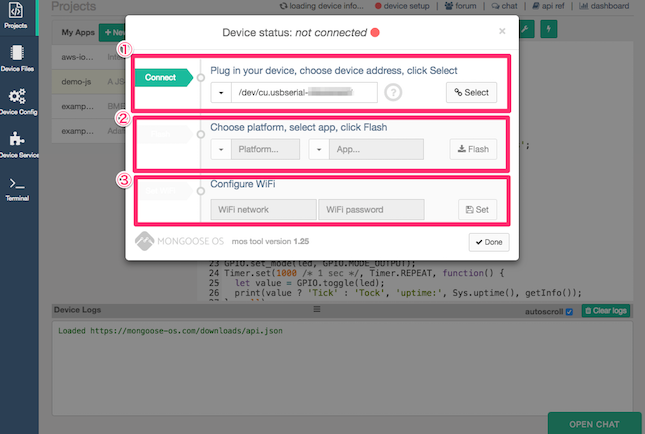 Projects
loading device info...
device setup
forum
chat
api ref
dashboard
Projects
My Apps
+ New
aws-io...
demo-js
A JS
examp...
BME
examp...
Adaf
Device Files
Device Config
Device Service
Terminal
Device status: not connected
×
①
Connect
Plug in your device, choose device address, click Select
/dev/cu.usbserial-
?
Select
②
Choose platform, select app, click Flash
Platform...
App...
Flash
③
Configure WiFi
WiFi network
WiFi password
Set
MONGOOSE OS
mos tool version 1.25
Done
23 GPIO.set_mode(led, GPIO.MODE_OUTPUT);
24 Timer.set(1000 /* 1 sec */, Timer.REPEAT, function() {
25 let value = GPIO.toggle(led);
26 print(value ? 'Tick' : 'Tock', 'uptime:', Sys.uptime(), getInfo());
Device Logs
autoscroll
Clear logs
Loaded https://mongoose-os.com/downloads/api.json
OPEN CHAT